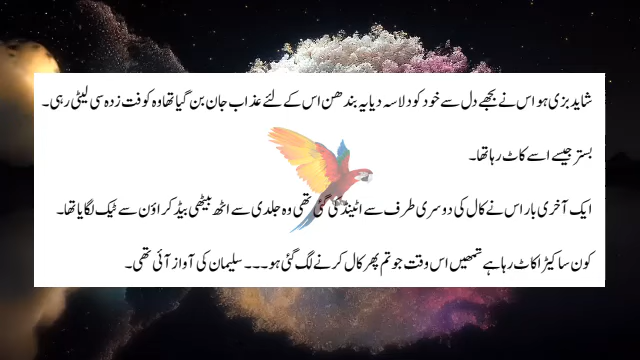 شاید بزی ہو اس نے بجھے دل سے خود کو دلاسہ دیا یہ بندھن اس کے لئے عذاب جان بن گیا تھا وہ کوفت زدہ سی لیٹی رہی۔
بستر جیسے اسے کاٹ رہا تھا۔
ایک آخری بار اس نے کال کی دوسری طرف سے اٹینڈ کی گئی تھی وہ جلدی سے اٹھ بیٹھی بیڈ کراؤن سے ٹیک لگایا تھا۔
کون سا کیڑا کاٹ رہا ہے تمھیں اس وقت جو تم پھر کال کرنے لگ گئی ہو۔۔۔ سلیمان کی آواز آئی تھی۔